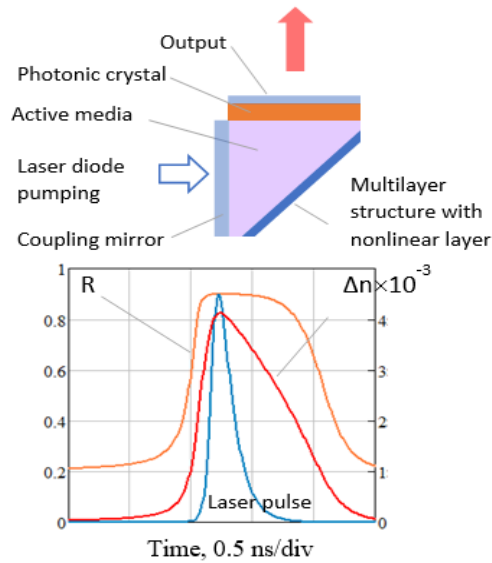 Output
Photonic crystal
Active media
Laser diode
pumping
Coupling mirror
Multilayer
structure with
nonlinear layer
R
Δn×10⁻³
1
0.8
0.6
0.4
0.2
0
4
3
2
1
0
Laser pulse
Time, 0.5 ns/div